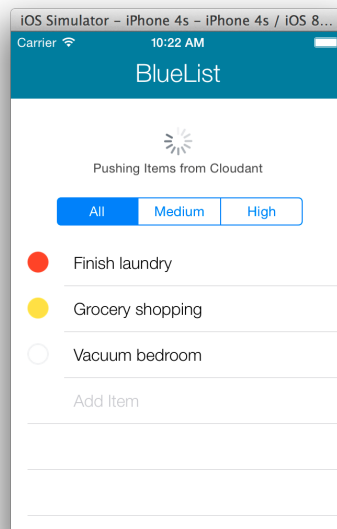 iOS Simulator - iPhone 4s - iPhone 4s / iOS 8...
Carrier 10:22 AM
BlueList
Pushing Items from Cloudant
All Medium High
Finish laundry
Grocery shopping
Vacuum bedroom
Add Item